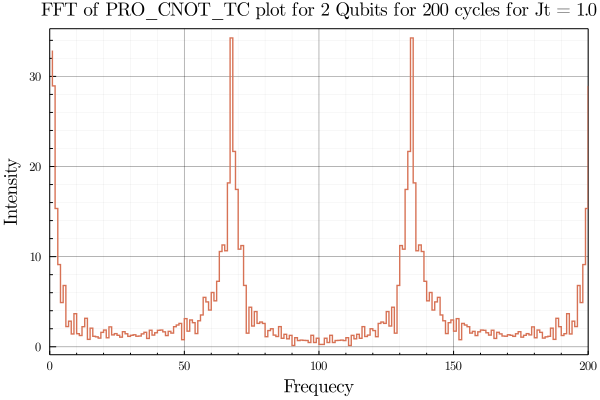 FFT of PRO_CNOT_TC plot for 2 Qubits for 200 cycles for Jt = 1.0
30
20
10
0
Intensity
0 50 100 150 200
Frequecy